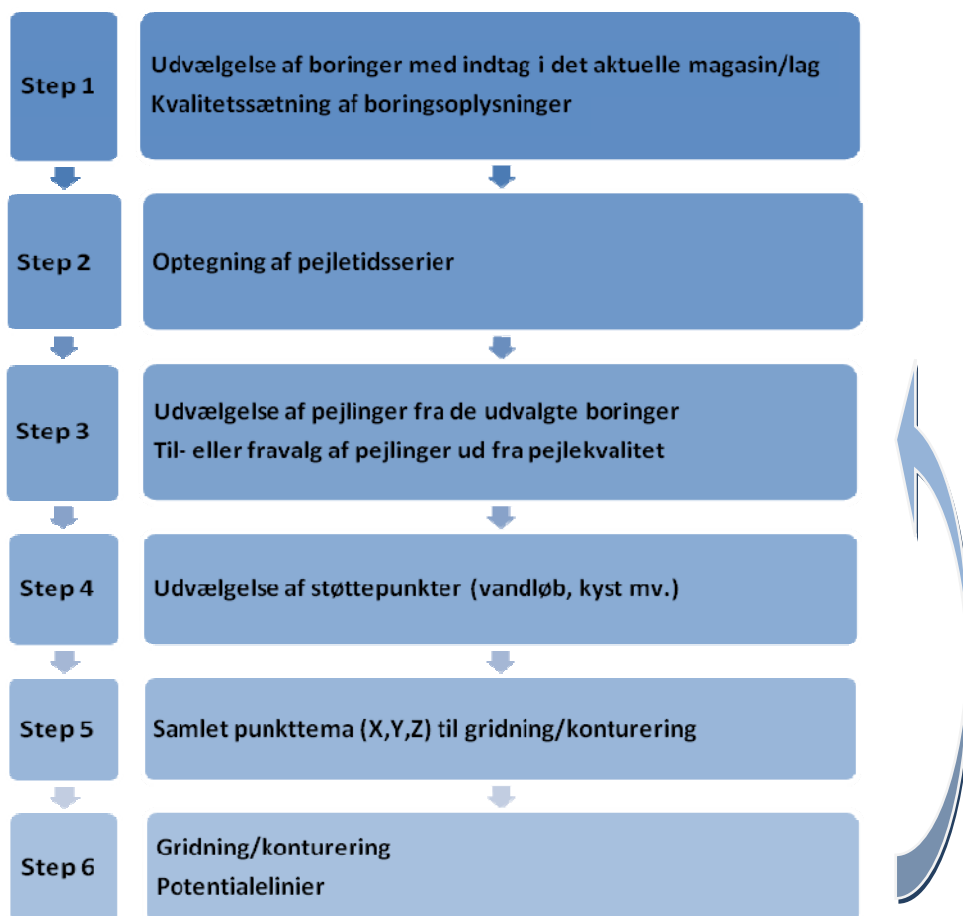 Step 1
Udvælgelse af boringer med indtag i det aktuelle magasin/lag
Kvalitetssætning af boringsoplysninger
Step 2
Optegning af pejletidsserier
Step 3
Udvælgelse af pejlinger fra de udvalgte boringer
Til- eller fravalg af pejlinger ud fra pejlekvalitet
Step 4
Udvælgelse af støttepunkter (vandløb, kyst mv.)
Step 5
Samlet punkttema (X,Y,Z) til gridning/konturering
Step 6
Gridning/konturering
Potentialelinier